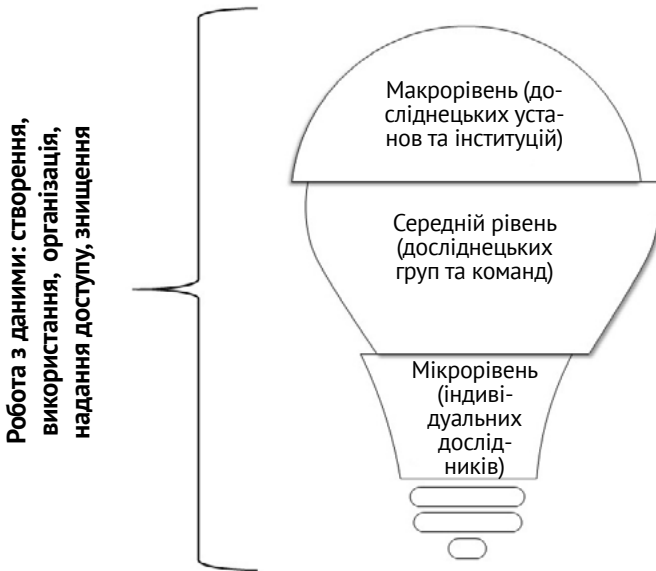 Робота з даними: створення,
використання, організація,
надання доступу, знищення
Макрорівень (до-
сліднецьких уста-
нов та інституцій)
Середній рівень
(дослідницьких
груп та команд)
Мікрорівень
(індиві-
дуальних
дослід-
ників)